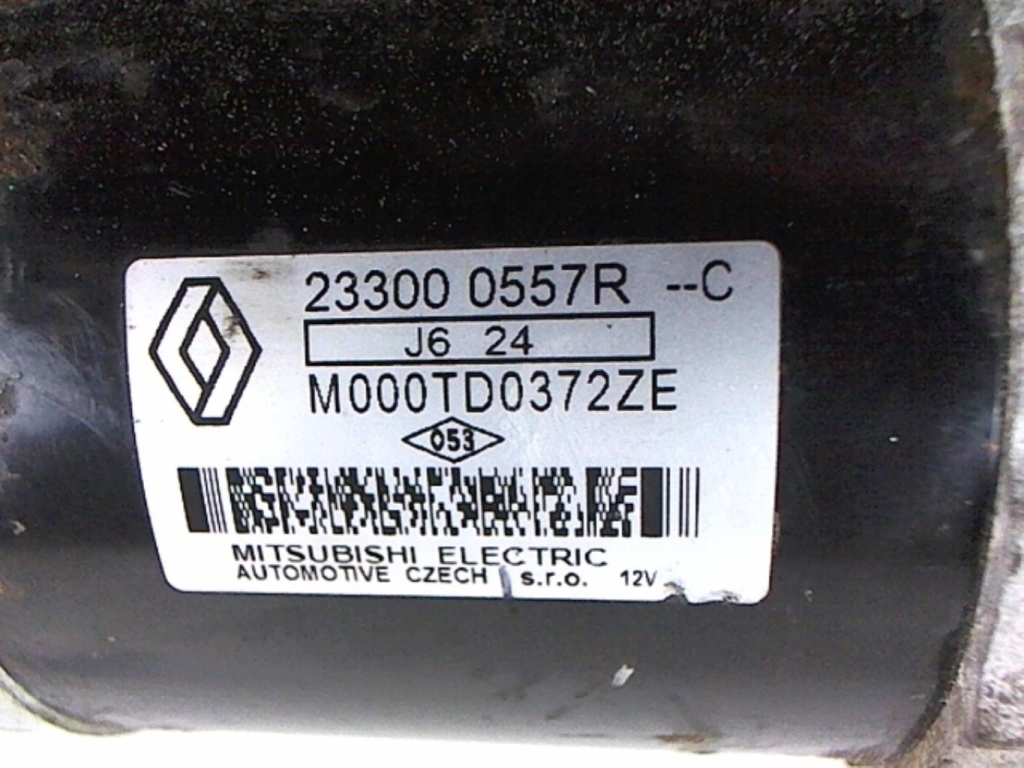 23300 0557R --C
J6 24
M000TD0372ZE
053
MITSUBISHI ELECTRIC
AUTOMOTIVE CZECH s.r.o. 12V